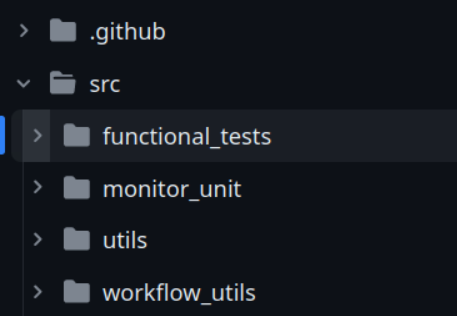 .github
src
functional_tests
monitor_unit
utils
workflow_utils